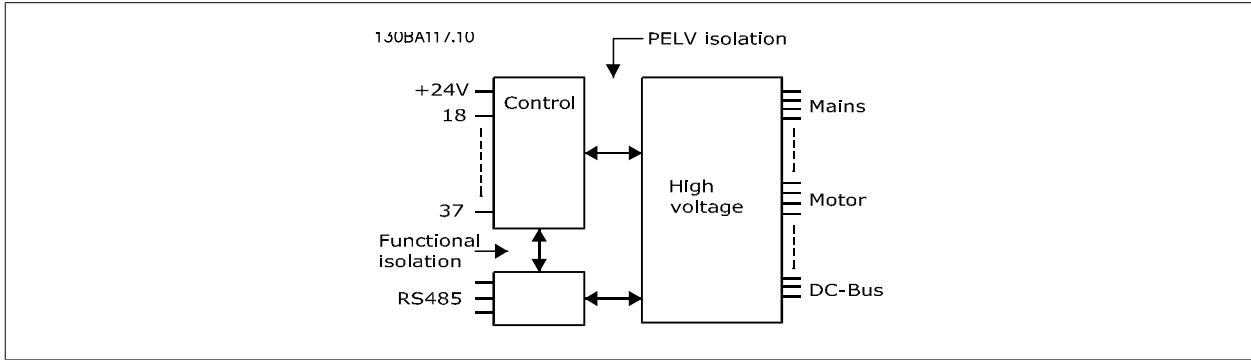 130BA117.10
PELV isolation
+24V
Control
18
Mains
High
voltage
37
Motor
Functional
isolation
RS485
DC-Bus